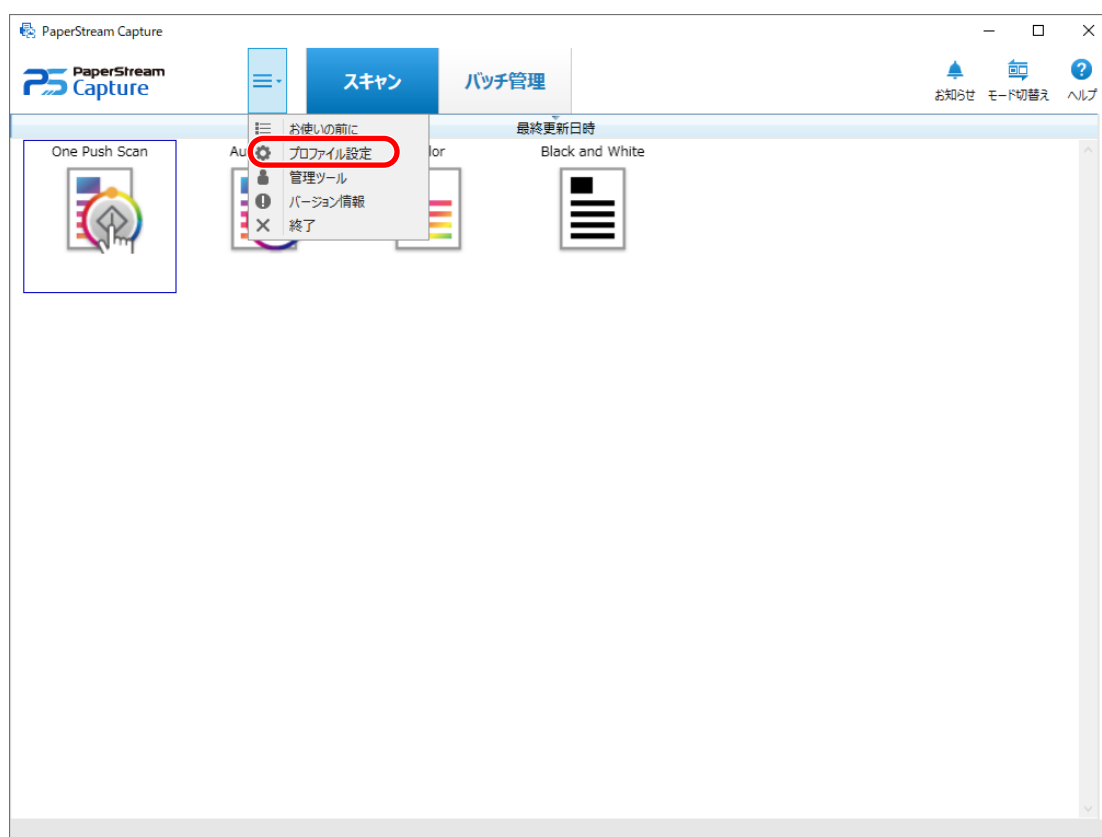 PaperStream Capture
PaperStream
Capture
スキャン
バッチ管理
お知らせ
モード切替え
ヘルプ
最終更新日時
お使いの前に
プロファイル設定
管理ツール
バージョン情報
終了
One Push Scan
Au
lor
Black and White